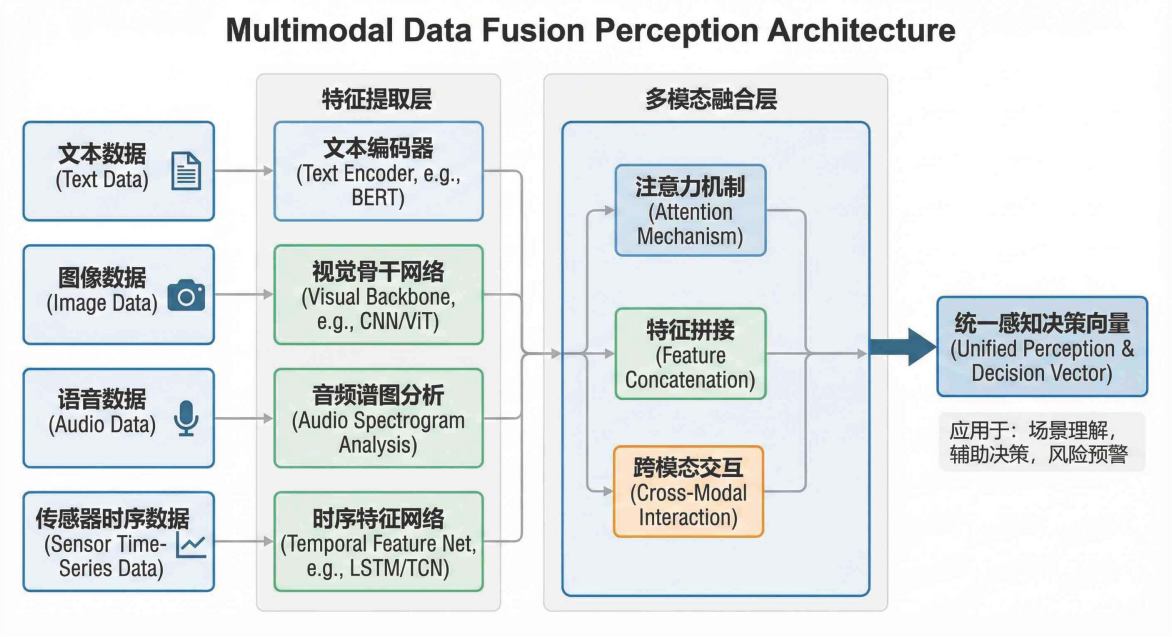 Multimodal Data Fusion Perception Architecture
特征提取层
多模态融合层
文本数据
(Text Data)
文本编码器
(Text Encoder, e.g.,
BERT)
图像数据
(Image Data)
视觉骨干网络
(Visual Backbone,
e.g., CNN/ViT)
语音数据
(Audio Data)
音频谱图分析
(Audio Spectrogram
Analysis)
传感器时序数据
(Sensor Time-
Series Data)
时序特征网络
(Temporal Feature Net,
e.g., LSTM/TCN)
注意力机制
(Attention
Mechanism)
特征拼接
(Feature
Concatenation)
跨模态交互
(Cross-Modal
Interaction)
统一感知决策向量
(Unified Perception &
Decision Vector)
应用于：场景理解，
辅助决策，风险预警